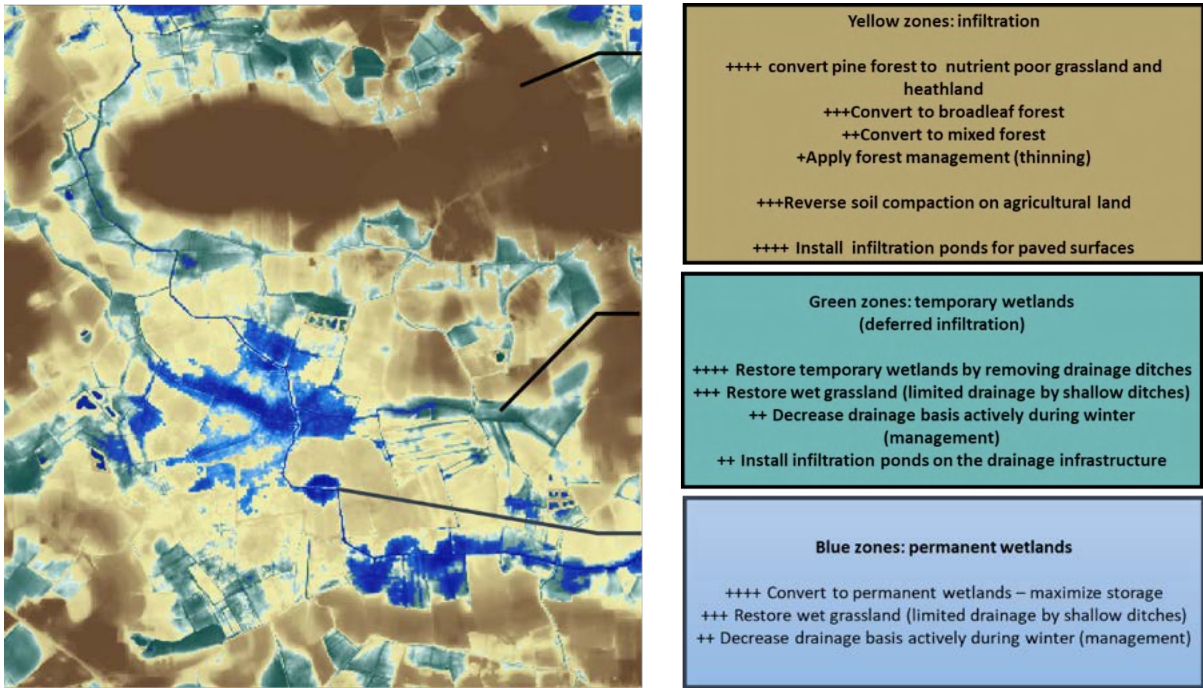 Yellow zones: infiltration
++++ convert pine forest to nutrient poor grassland and
heathland
+++Convert to broadleaf forest
++Convert to mixed forest
+Apply forest management (thinning)
+++Reverse soil compaction on agricultural land
++++ Install infiltration ponds for paved surfaces
Green zones: temporary wetlands
(deferred infiltration)
++++ Restore temporary wetlands by removing drainage ditches
+++ Restore wet grassland (limited drainage by shallow ditches)
++ Decrease drainage basis actively during winter
(management)
++ Install infiltration ponds on the drainage infrastructure
Blue zones: permanent wetlands
++++ Convert to permanent wetlands – maximize storage
+++ Restore wet grassland (limited drainage by shallow ditches)
++ Decrease drainage basis actively during winter (management)